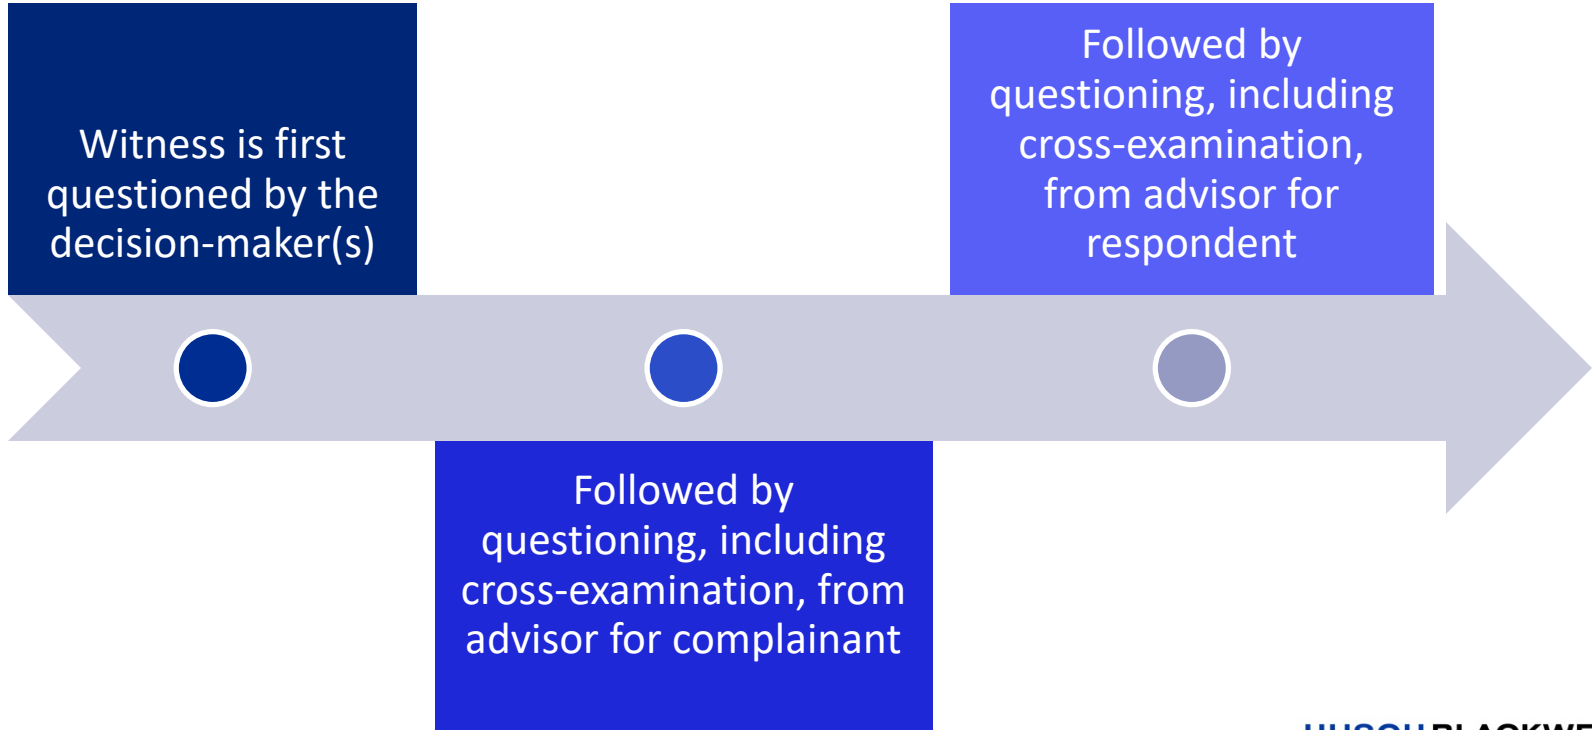 Witness is first
questioned by the
decision-maker(s)
Followed by
questioning, including
cross-examination, from
advisor for complainant
Followed by
questioning, including
cross-examination,
from advisor for
respondent